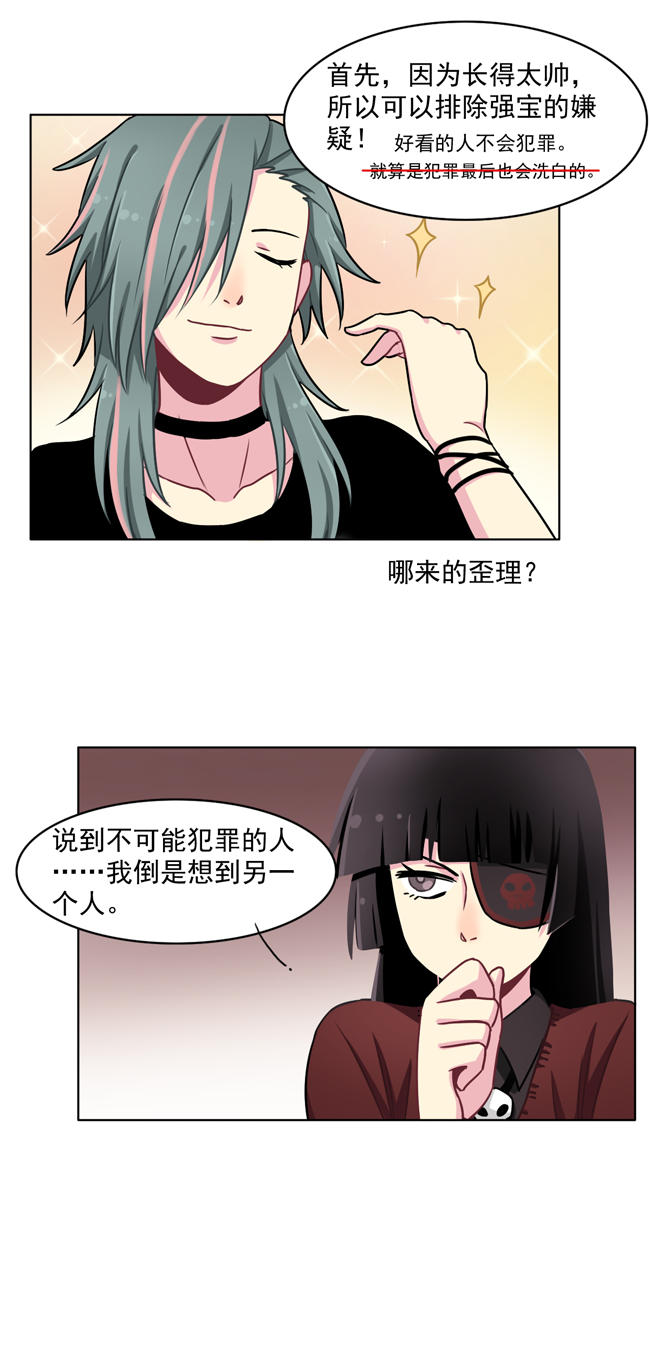 首先，因为长得太帅，
所以可以排除强宝的嫌
疑！ 好看的人不会犯罪。
就算是犯罪最后也会洗白的。
哪来的歪理？
说到不可能犯罪的人
……我倒是想到另一
个人。